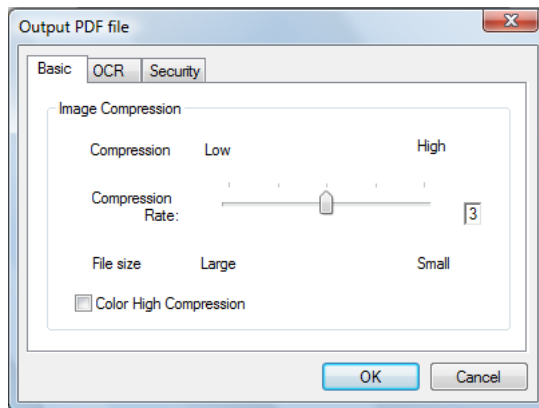 Output PDF file
Basic OCR Security
Image Compression
Compression Low High
Compression
Rate: 3
File size Large Small
Color High Compression
OK Cancel